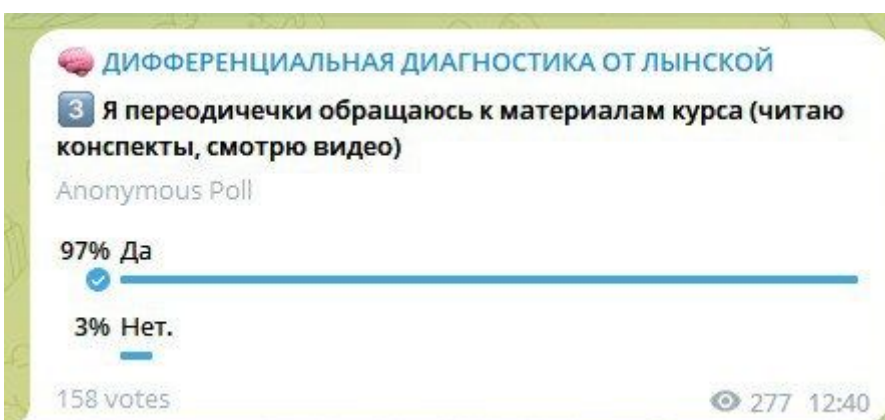 🧠 ДИФФЕРЕНЦИАЛЬНАЯ ДИАГНОСТИКА ОТ ЛЫНСКОЙ
3️⃣ Я переодичечки обращаюсь к материалам курса (читаю
конспекты, смотрю видео)
Anonymous Poll
97% Да
3% Нет.
158 votes 277 12:40